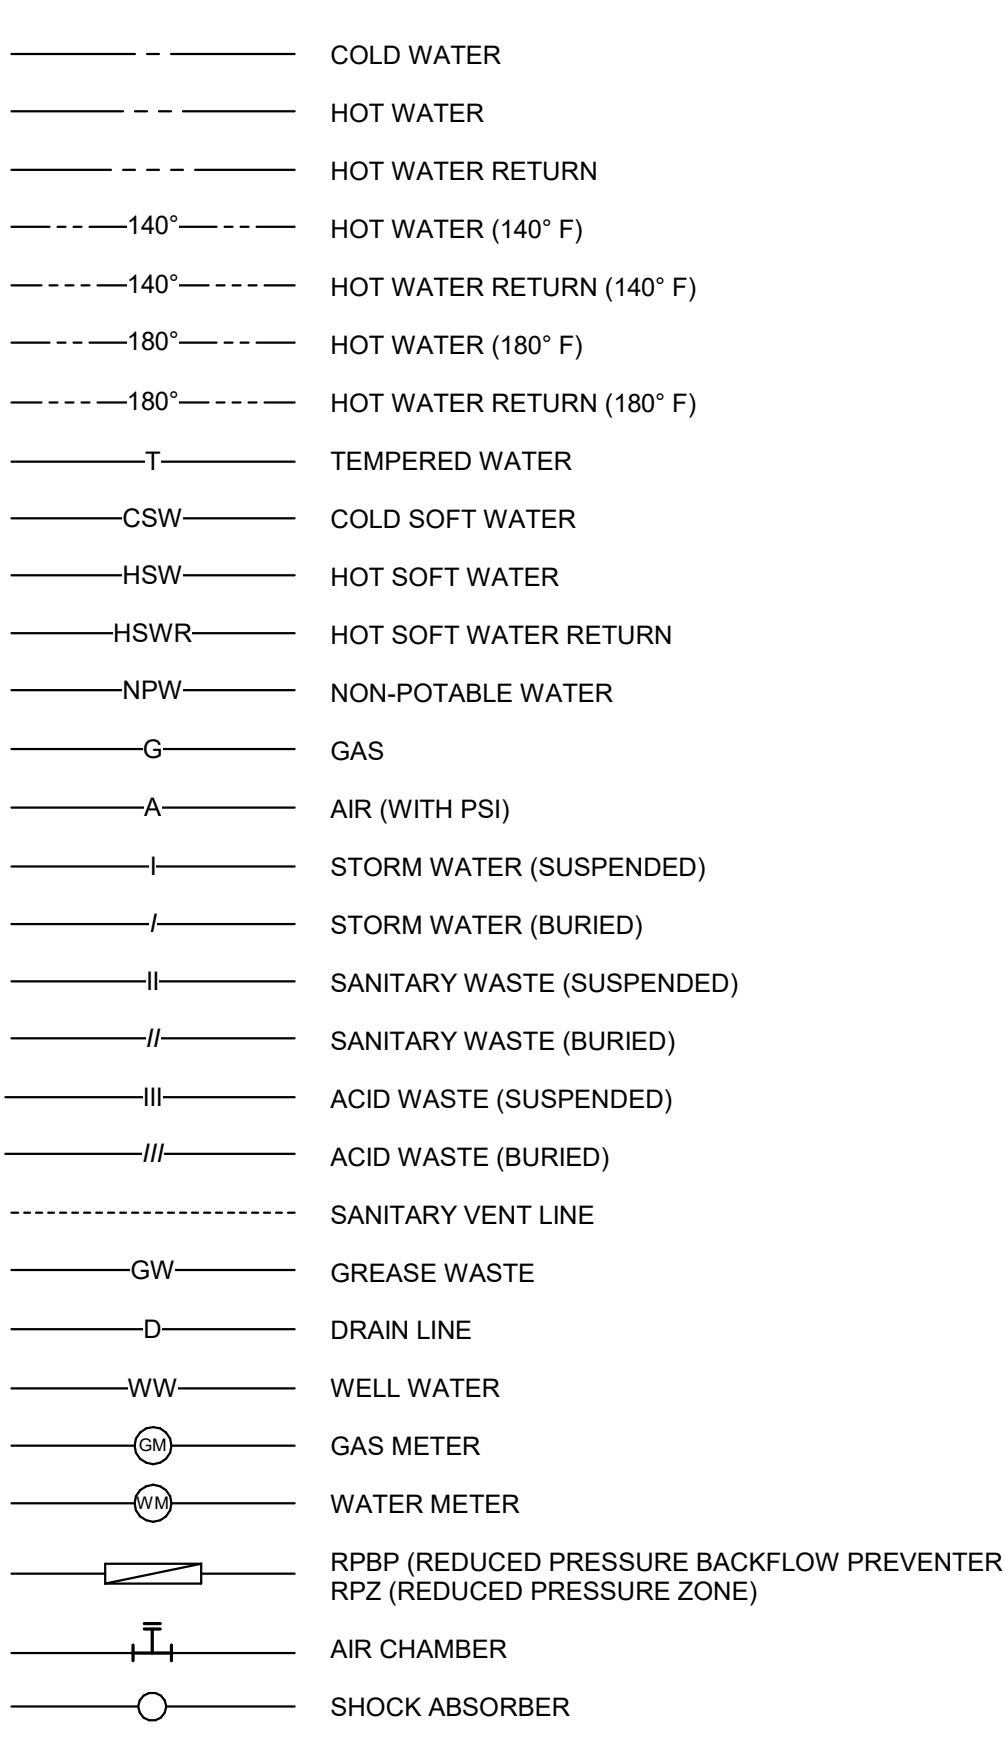 COLD WATER
HOT WATER
HOT WATER RETURN
140° HOT WATER (140° F)
140° HOT WATER RETURN (140° F)
180° HOT WATER (180° F)
180° HOT WATER RETURN (180° F)
T TEMPERED WATER
CSW COLD SOFT WATER
HSW HOT SOFT WATER
HSWR HOT SOFT WATER RETURN
NPW NON-POTABLE WATER
G GAS
A AIR (WITH PSI)
I STORM WATER (SUSPENDED)
/ STORM WATER (BURIED)
II SANITARY WASTE (SUSPENDED)
// SANITARY WASTE (BURIED)
III ACID WASTE (SUSPENDED)
/// ACID WASTE (BURIED)
SANITARY VENT LINE
GW GREASE WASTE
D DRAIN LINE
WW WELL WATER
GM GAS METER
WM WATER METER
RPBP (REDUCED PRESSURE BACKFLOW PREVENTER
RPZ (REDUCED PRESSURE ZONE)
AIR CHAMBER
SHOCK ABSORBER